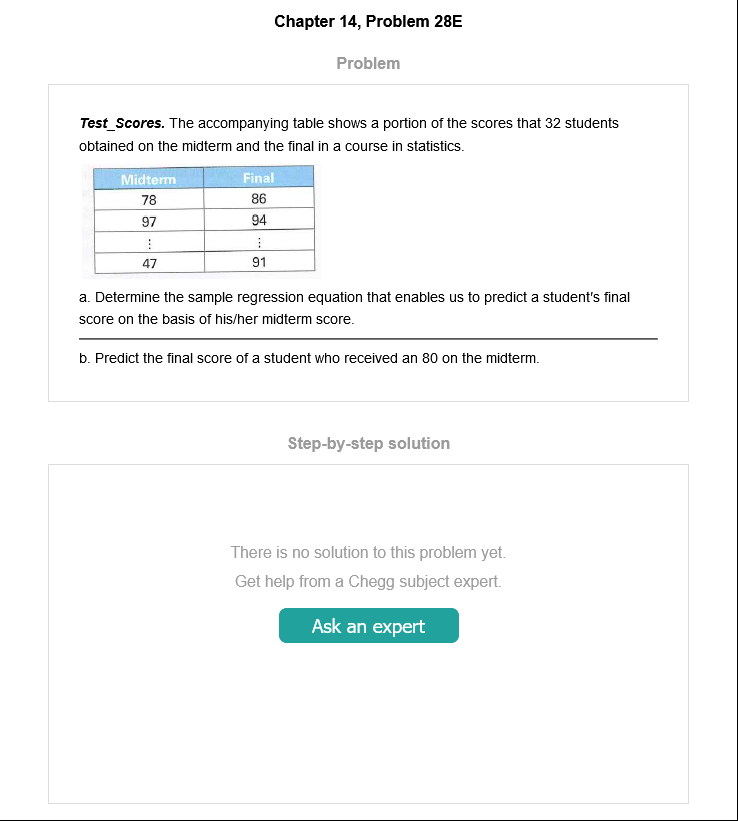 Chapter 14, Problem 28E
Problem
Test_Scores. The accompanying table shows a portion of the scores that 32 students
obtained on the midterm and the final in a course in statistics.
Midterm Final
78 86
97 94
⋮ ⋮
47 91
a. Determine the sample regression equation that enables us to predict a student's final
score on the basis of his/her midterm score.
b. Predict the final score of a student who received an 80 on the midterm.
Step-by-step solution
There is no solution to this problem yet.
Get help from a Chegg subject expert.
Ask an expert